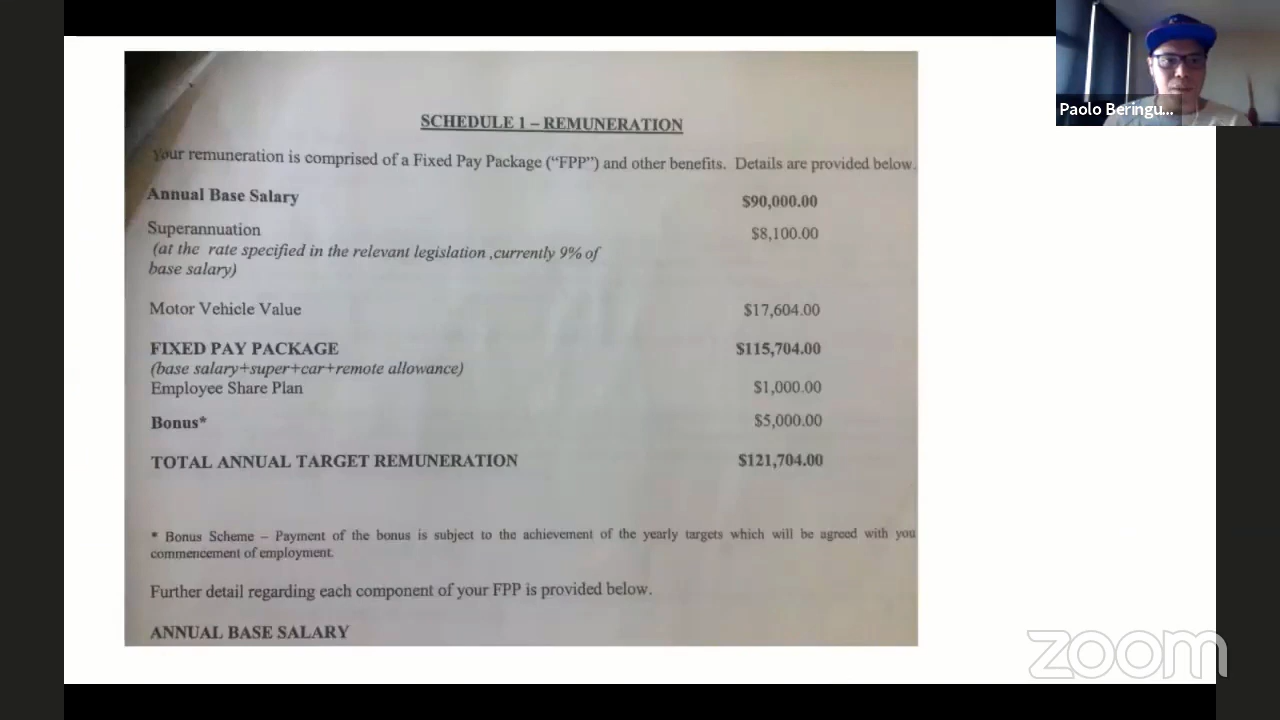 Paolo Beringu...
SCHEDULE 1 – REMUNERATION
Your remuneration is comprised of a Fixed Pay Package (“FPP”) and other benefits. Details are provided below.
Annual Base Salary $90,000.00
Superannuation $8,100.00
(at the rate specified in the relevant legislation ,currently 9% of
base salary)
Motor Vehicle Value $17,604.00
FIXED PAY PACKAGE $115,704.00
(base salary+super+car+remote allowance)
Employee Share Plan $1,000.00
Bonus* $5,000.00
TOTAL ANNUAL TARGET REMUNERATION $121,704.00
* Bonus Scheme – Payment of the bonus is subject to the achievement of the yearly targets which will be agreed with you
commencement of employment.
Further detail regarding each component of your FPP is provided below.
ANNUAL BASE SALARY
zoom